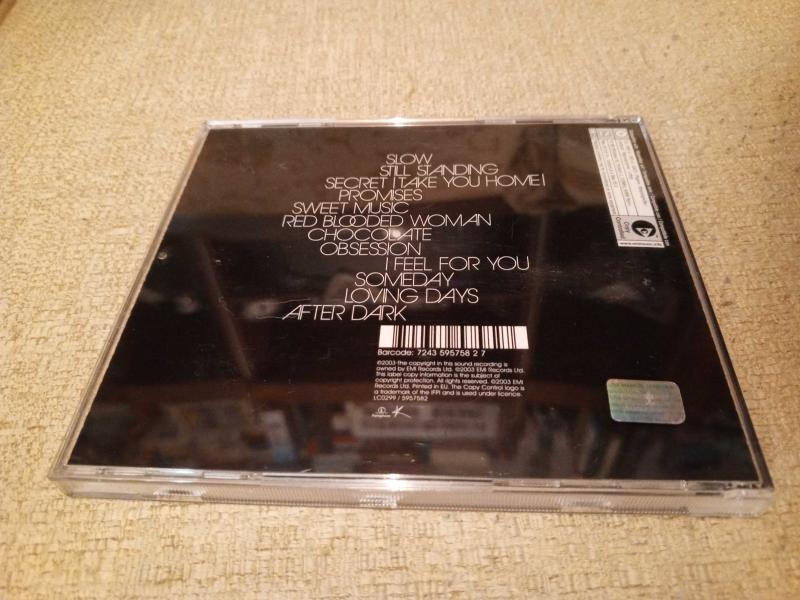 SLOW
STILL STANDING
SECRET (TAKE YOU HOME)
PROMISES
SWEET MUSIC
RED BLOODED WOMAN
CHOCOLATE
OBSESSION
I FEEL FOR YOU
SOMEDAY
LOVING DAYS
AFTER DARK
Barcode: 7243 595758 2 7
©2003 The copyright in this sound recording is
owned by EMI Records Ltd. ©2003 EMI Records Ltd.
This label copy information is the subject of
copyright protection. All rights reserved. ©2003 EMI
Records Ltd. Printed in EU. The Copy Control logo is
a trademark of the IFPI and is used under licence.
LC0299 / 5957582
Parlophone
K
Copy
Controlled